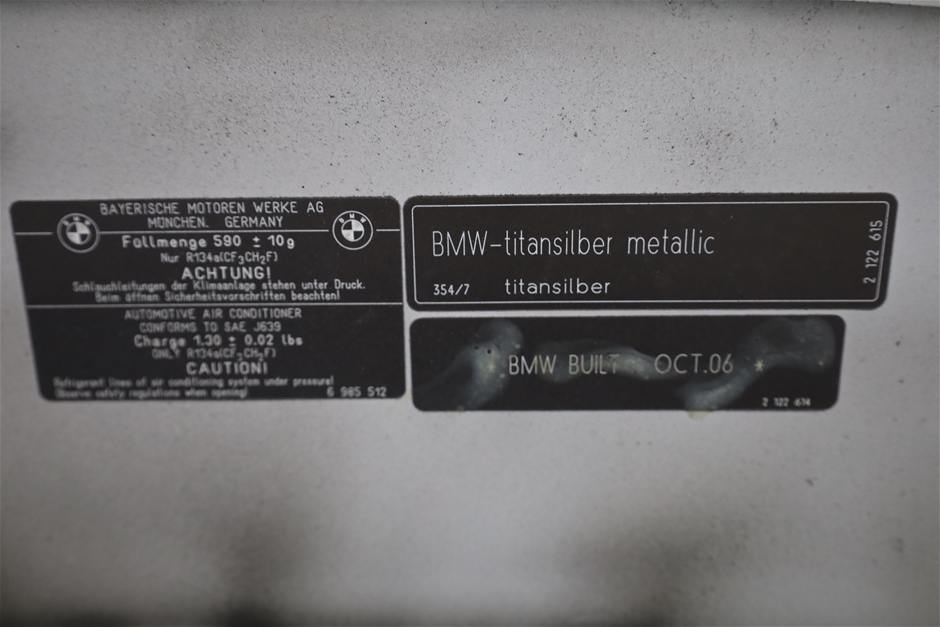 BAYERISCHE MOTOREN WERKE AG
MÜNCHEN. GERMANY
BMW
BMW
Füllmenge 590 ± 10g
Nur R134a(CF3CH2F)
ACHTUNG!
Schlauchleitungen der Klimaanlage stehen unter Druck.
Beim öffnen Sicherheitsvorschriften beachten!
AUTOMOTIVE AIR CONDITIONER
CONFORMS TO SAE J639
Charge 1.30 ± 0.02 lbs
ONLY R134a(CF3CH2F)
CAUTION!
Refrigerant lines of air conditioning system under pressure!
(Observe safety regulations when opening)
6 985 512
BMW-titansilber metallic
354/7 titansilber
2 122 615
BMW BUILT OCT.06 *
2 122 614